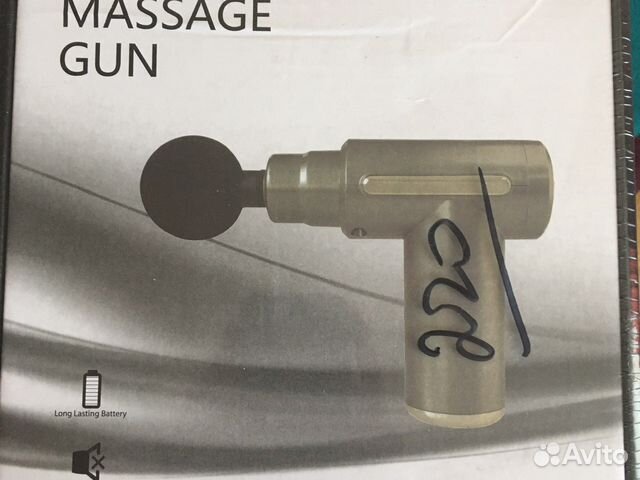 MASSAGE
GUN
Long Lasting Battery
Avito